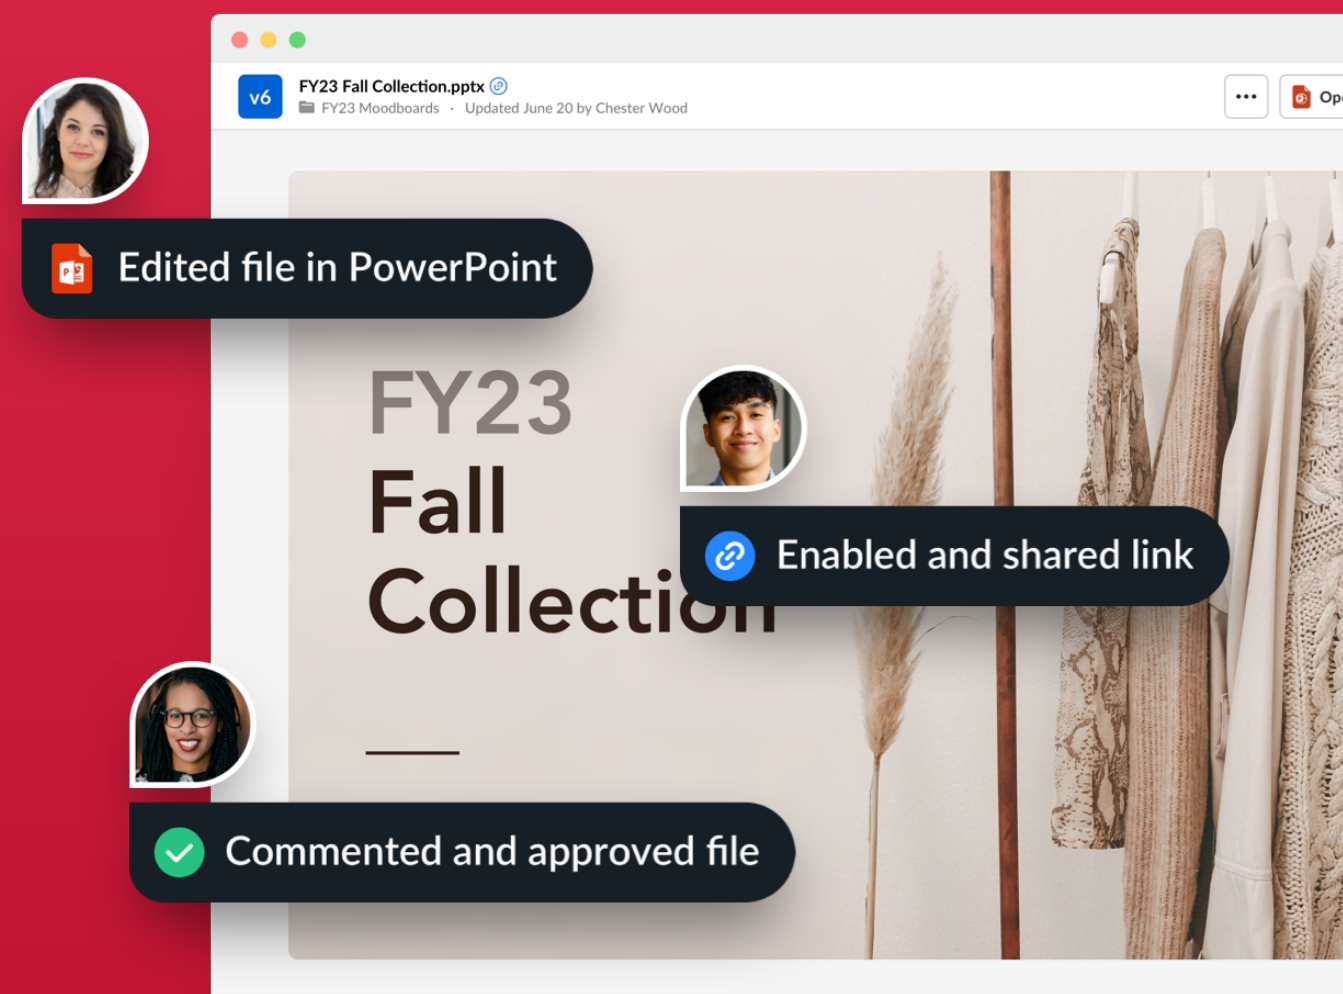 v6
FY23 Fall Collection.pptx
FY23 Moodboards · Updated June 20 by Chester Wood
Edited file in PowerPoint
FY23
Fall
Collection
Enabled and shared link
Commented and approved file